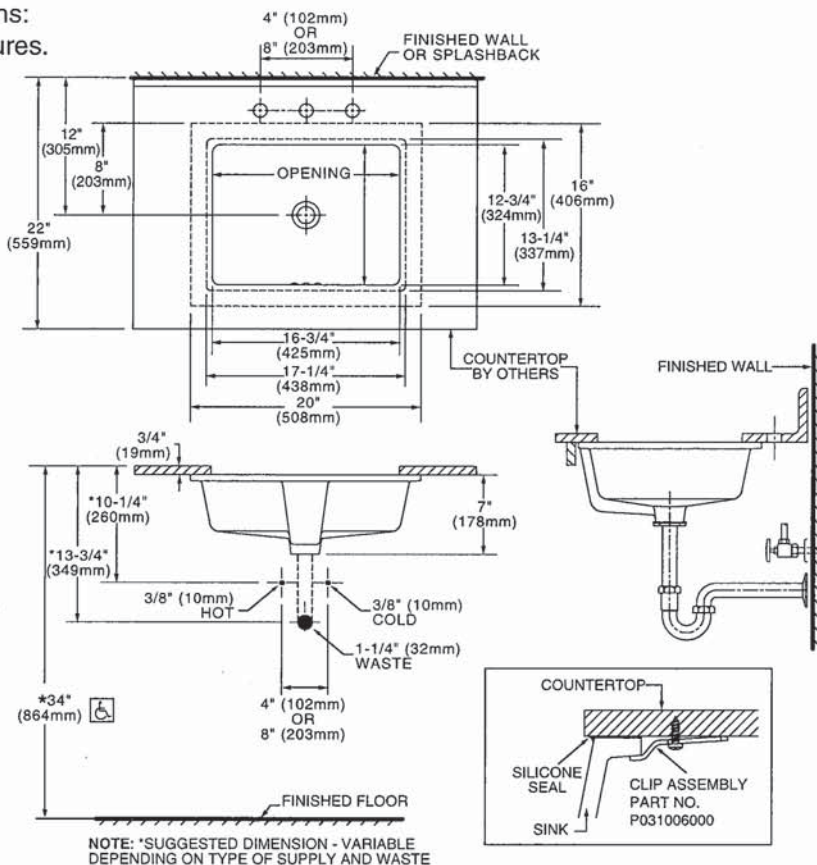 ns:
ures.
4" (102mm)
OR
8" (203mm)
FINISHED WALL
OR SPLASHBACK
12"
(305mm)
8"
(203mm)
22"
(559mm)
OPENING
12-3/4"
(324mm)
13-1/4"
(337mm)
16"
(406mm)
16-3/4"
(425mm)
17-1/4"
(438mm)
20"
(508mm)
COUNTERTOP
BY OTHERS
FINISHED WALL
3/4"
(19mm)
*10-1/4"
(260mm)
*13-3/4"
(349mm)
7"
(178mm)
3/8" (10mm)
HOT
3/8" (10mm)
COLD
1-1/4" (32mm)
WASTE
4" (102mm)
OR
8" (203mm)
*34"
(864mm)
FINISHED FLOOR
COUNTERTOP
SILICONE
SEAL
CLIP ASSEMBLY
PART NO.
P031006000
SINK
NOTE: *SUGGESTED DIMENSION - VARIABLE
DEPENDING ON TYPE OF SUPPLY AND WASTE